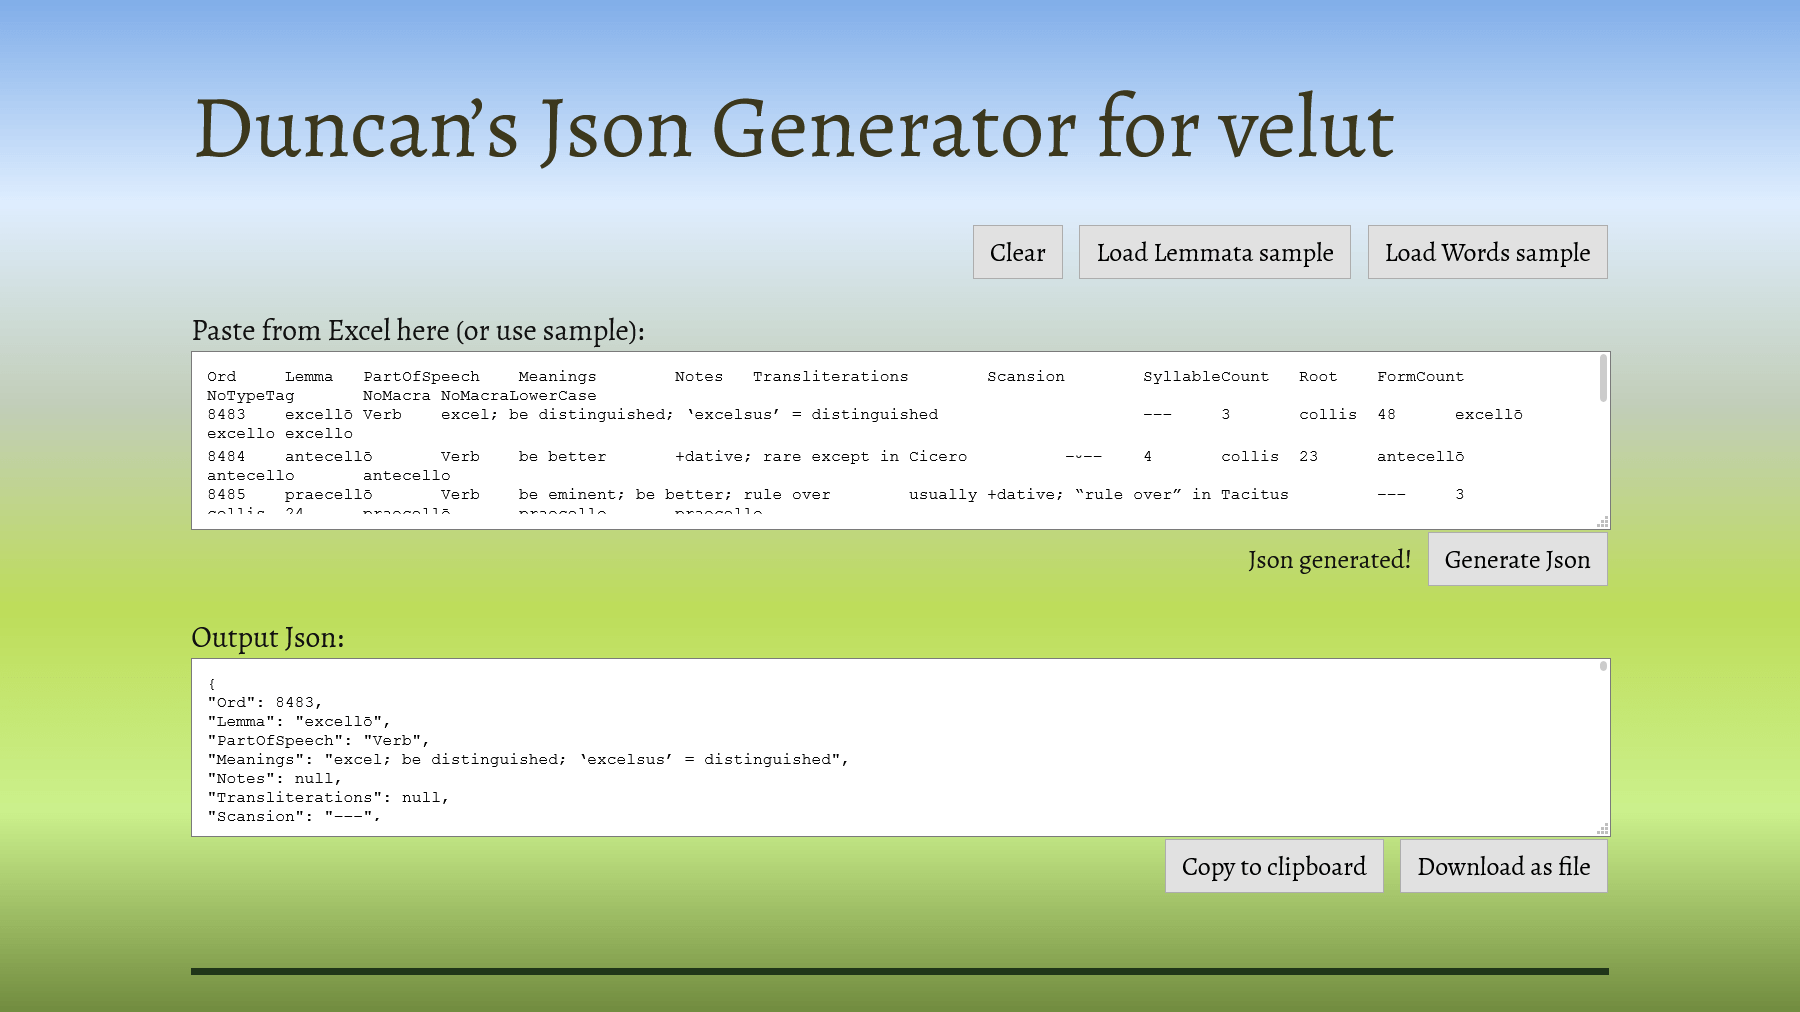 Duncan’s Json Generator for velut
Clear Load Lemmata sample Load Words sample
Paste from Excel here (or use sample):
Ord Lemma PartOfSpeech Meanings Notes Transliterations Scansion SyllableCount Root FormCount
NoTypeTag NoMacra NoMacraLowerCase
8483 excellō Verb excel; be distinguished; ‘excelsus’ = distinguished --- 3 collis 48 excellō
excello excello
8484 antecellō Verb be better +dative; rare except in Cicero –⏑–– 4 collis 23 antecellō
antecello antecello
8485 praecellō Verb be eminent; be better; rule over usually +dative; “rule over” in Tacitus --- 3
collis 24 praecellō praecello praecello
Json generated! Generate Json
Output Json:
{
"Ord": 8483,
"Lemma": "excellō",
"PartOfSpeech": "Verb",
"Meanings": "excel; be distinguished; ‘excelsus’ = distinguished",
"Notes": null,
"Transliterations": null,
"Scansion": "---",
Copy to clipboard Download as file